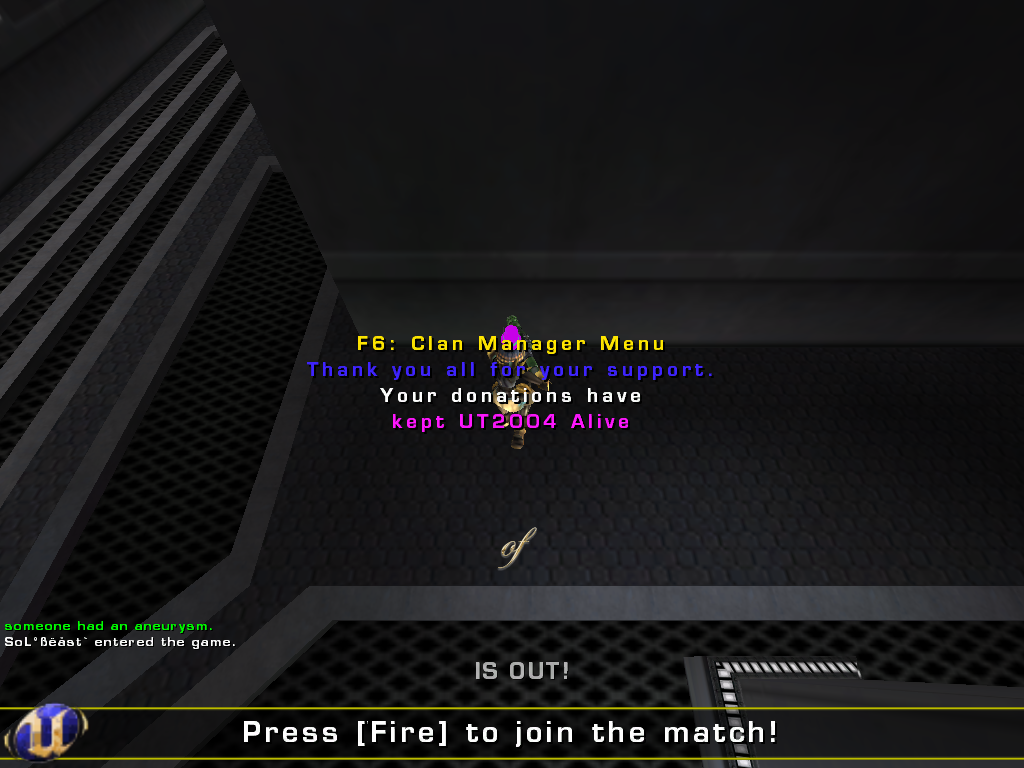 F6: Clan Manager Menu
Thank you all for your support.
Your donations have
kept UT2004 Alive
of
someone had an aneurysm.
SoL°ßëást` entered the game.
IS OUT!
Press [Fire] to join the match!